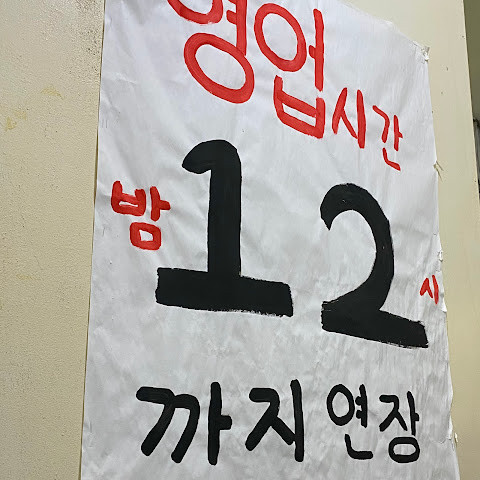 영업시간
밤 12시
까지 연장